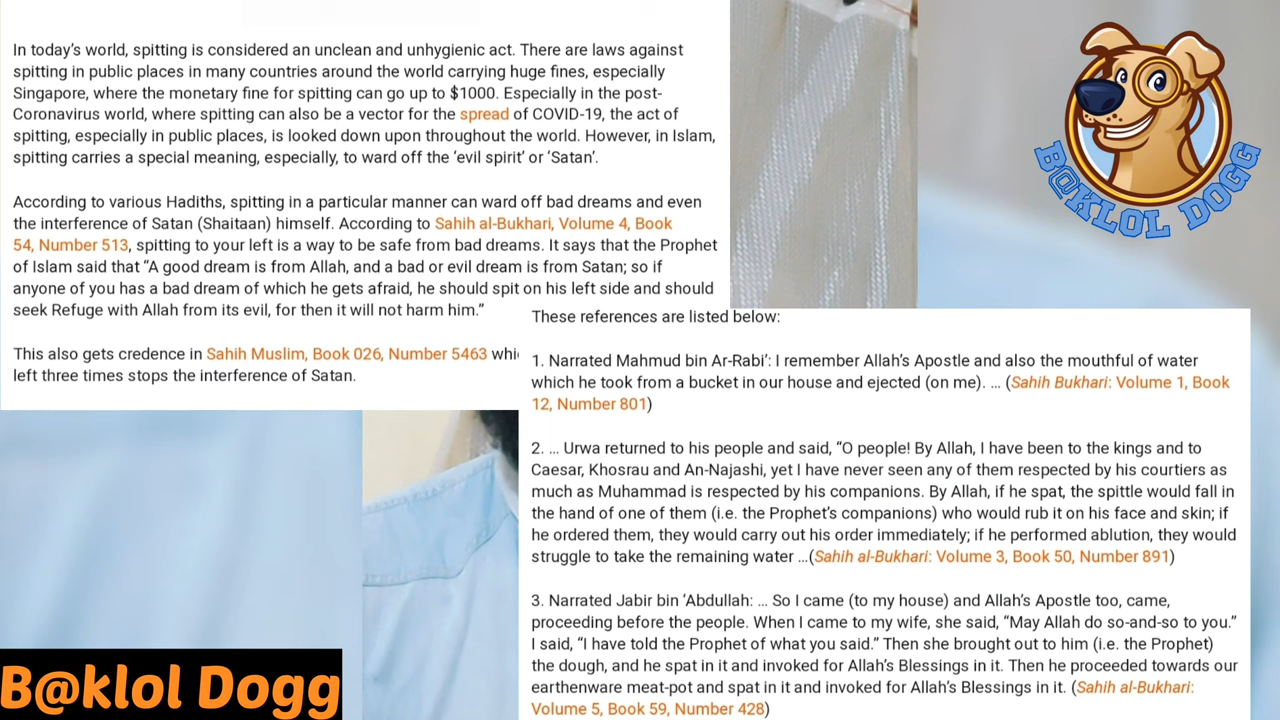 In today's world, spitting is considered an unclean and unhygienic act. There are laws against
spitting in public places in many countries around the world carrying huge fines, especially
Singapore, where the monetary fine for spitting can go up to $1000. Especially in the post-
Coronavirus world, where spitting can also be a vector for the spread of COVID-19, the act of
spitting, especially in public places, is looked down upon throughout the world. However, in Islam,
spitting carries a special meaning, especially, to ward off the ‘evil spirit’ or ‘Satan’.
According to various Hadiths, spitting in a particular manner can ward off bad dreams and even
the interference of Satan (Shaitaan) himself. According to Sahih al-Bukhari, Volume 4, Book
54, Number 513, spitting to your left is a way to be safe from bad dreams. It says that the Prophet
of Islam said that “A good dream is from Allah, and a bad or evil dream is from Satan; so if
anyone of you has a bad dream of which he gets afraid, he should spit on his left side and should
seek Refuge with Allah from its evil, for then it will not harm him.”
This also gets credence in Sahih Muslim, Book 026, Number 5463
left three times stops the interference of Satan.
These references are listed below:
1. Narrated Mahmud bin Ar-Rabi’: I remember Allah’s Apostle and also the mouthful of water
which he took from a bucket in our house and ejected (on me). … (Sahih Bukhari: Volume 1, Book
12, Number 801)
2. … Urwa returned to his people and said, “O people! By Allah, I have been to the kings and to
Caesar, Khosrau and An-Najashi, yet I have never seen any of them respected by his courtiers as
much as Muhammad is respected by his companions. By Allah, if he spat, the spittle would fall in
the hand of one of them (i.e. the Prophet’s companions) who would rub it on his face and skin; if
he ordered them, they would carry out his order immediately; if he performed ablution, they would
struggle to take the remaining water …(Sahih al-Bukhari: Volume 3, Book 50, Number 891)
3. Narrated Jabir bin ‘Abdullah: … So I came (to my house) and Allah’s Apostle too, came,
proceeding before the people. When I came to my wife, she said, “May Allah do so-and-so to you.”
I said, “I have told the Prophet of what you said.” Then she brought out to him (i.e. the Prophet)
the dough, and he spat in it and invoked for Allah’s Blessings in it. Then he proceeded towards our
earthenware meat-pot and spat in it and invoked for Allah’s Blessings in it. (Sahih al-Bukhari:
Volume 5, Book 59, Number 428)
B@KLOL DOGG
B@klol Dogg